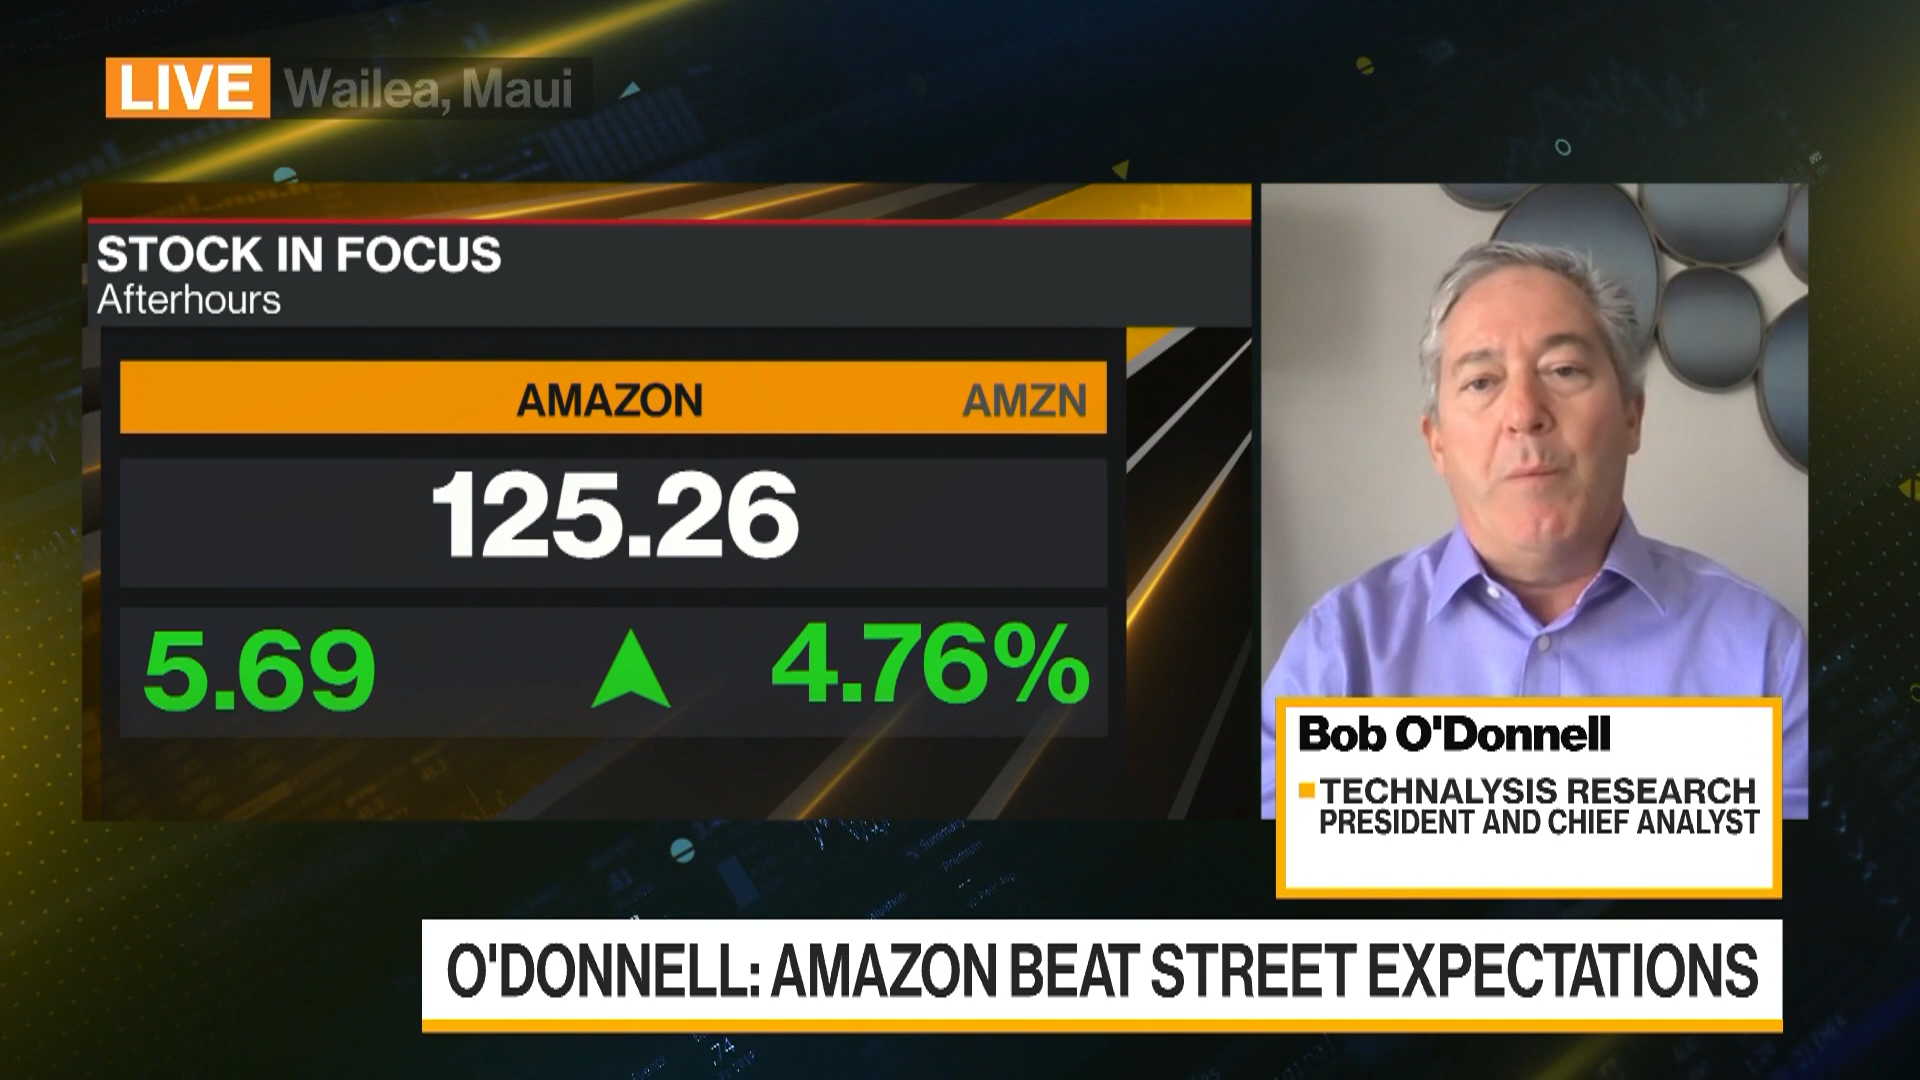 LIVE Wailea, Maui
STOCK IN FOCUS
Afterhours
AMAZON AMZN
125.26
5.69 4.76%
Bob O'Donnell
TECHNALYSIS RESEARCH
PRESIDENT AND CHIEF ANALYST
O'DONNELL: AMAZON BEAT STREET EXPECTATIONS